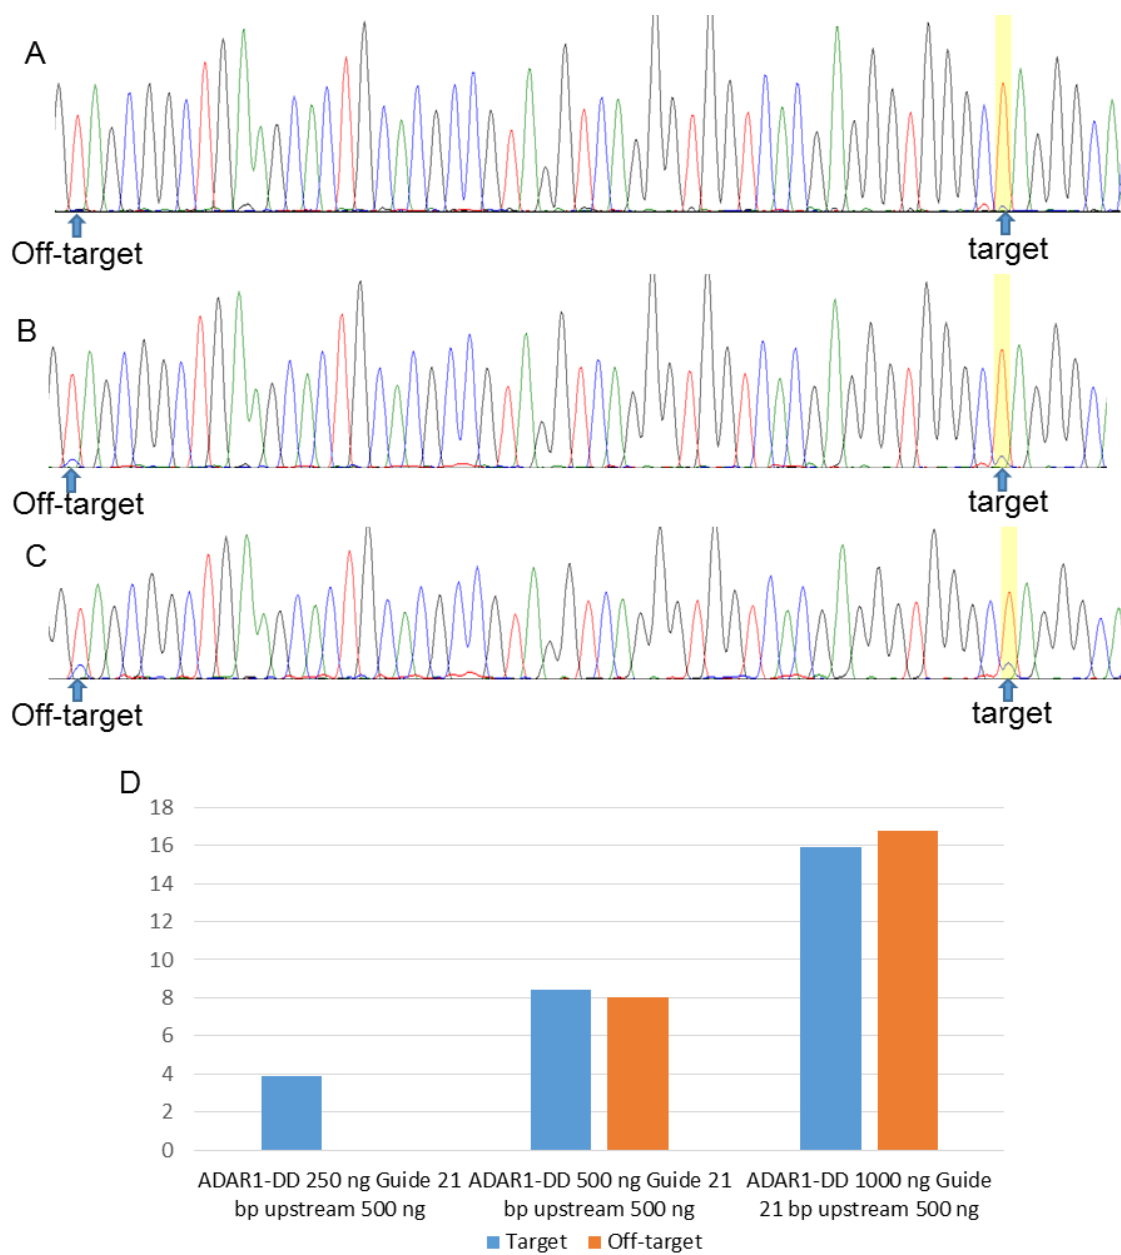 A
Off-target
target
B
Off-target
target
C
Off-target
target
D
18
16
14
12
10
8
6
4
2
0
ADAR1-DD 250 ng Guide 21
bp upstream 500 ng
ADAR1-DD 500 ng Guide 21
bp upstream 500 ng
ADAR1-DD 1000 ng Guide
21 bp upstream 500 ng
Target
Off-target